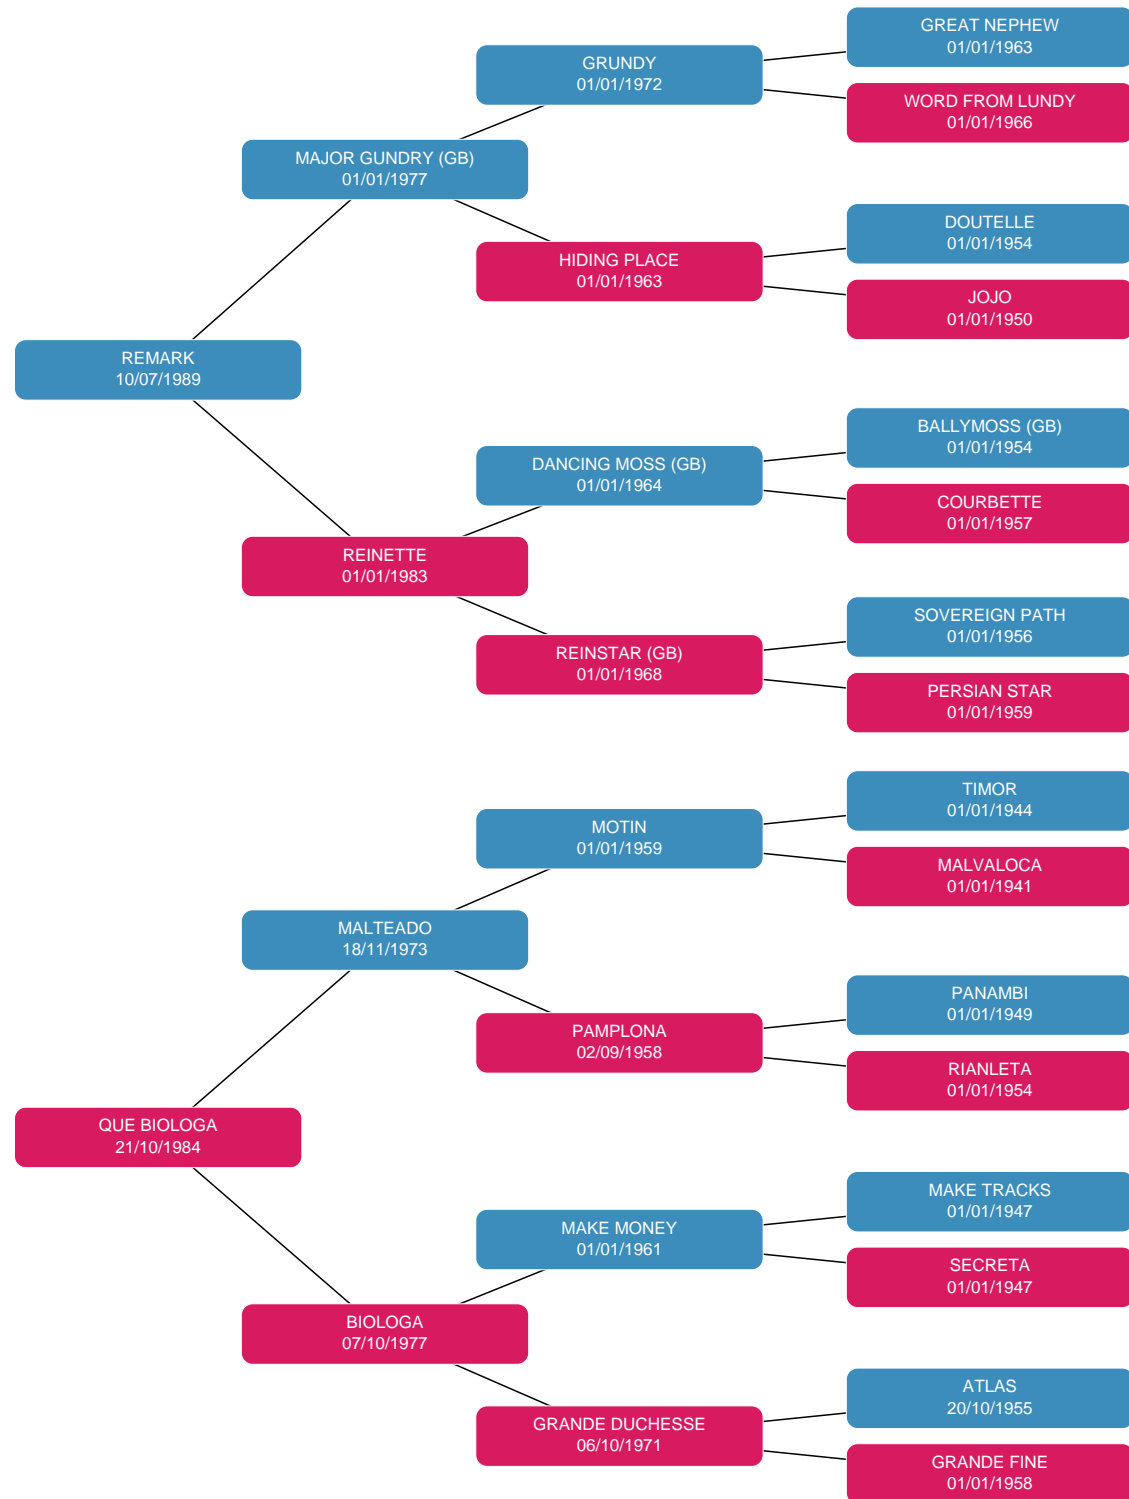 GREAT NEPHEW
01/01/1963
GRUNDY
01/01/1972
WORD FROM LUNDY
01/01/1966
MAJOR GUNDRY (GB)
01/01/1977
DOUTELLE
01/01/1954
HIDING PLACE
01/01/1963
JOJO
01/01/1950
REMARK
10/07/1989
BALLYMOSS (GB)
01/01/1954
DANCING MOSS (GB)
01/01/1964
COURBETTE
01/01/1957
REINETTE
01/01/1983
SOVEREIGN PATH
01/01/1956
REINSTAR (GB)
01/01/1968
PERSIAN STAR
01/01/1959
TIMOR
01/01/1944
MOTIN
01/01/1959
MALVALOCA
01/01/1941
MALTEADO
18/11/1973
PANAMBI
01/01/1949
PAMPLONA
02/09/1958
RIANLETA
01/01/1954
QUE BIOLOGA
21/10/1984
MAKE TRACKS
01/01/1947
MAKE MONEY
01/01/1961
SECRETA
01/01/1947
BIOLOGA
07/10/1977
ATLAS
20/10/1955
GRANDE DUCHESSE
06/10/1971
GRANDE FINE
01/01/1958